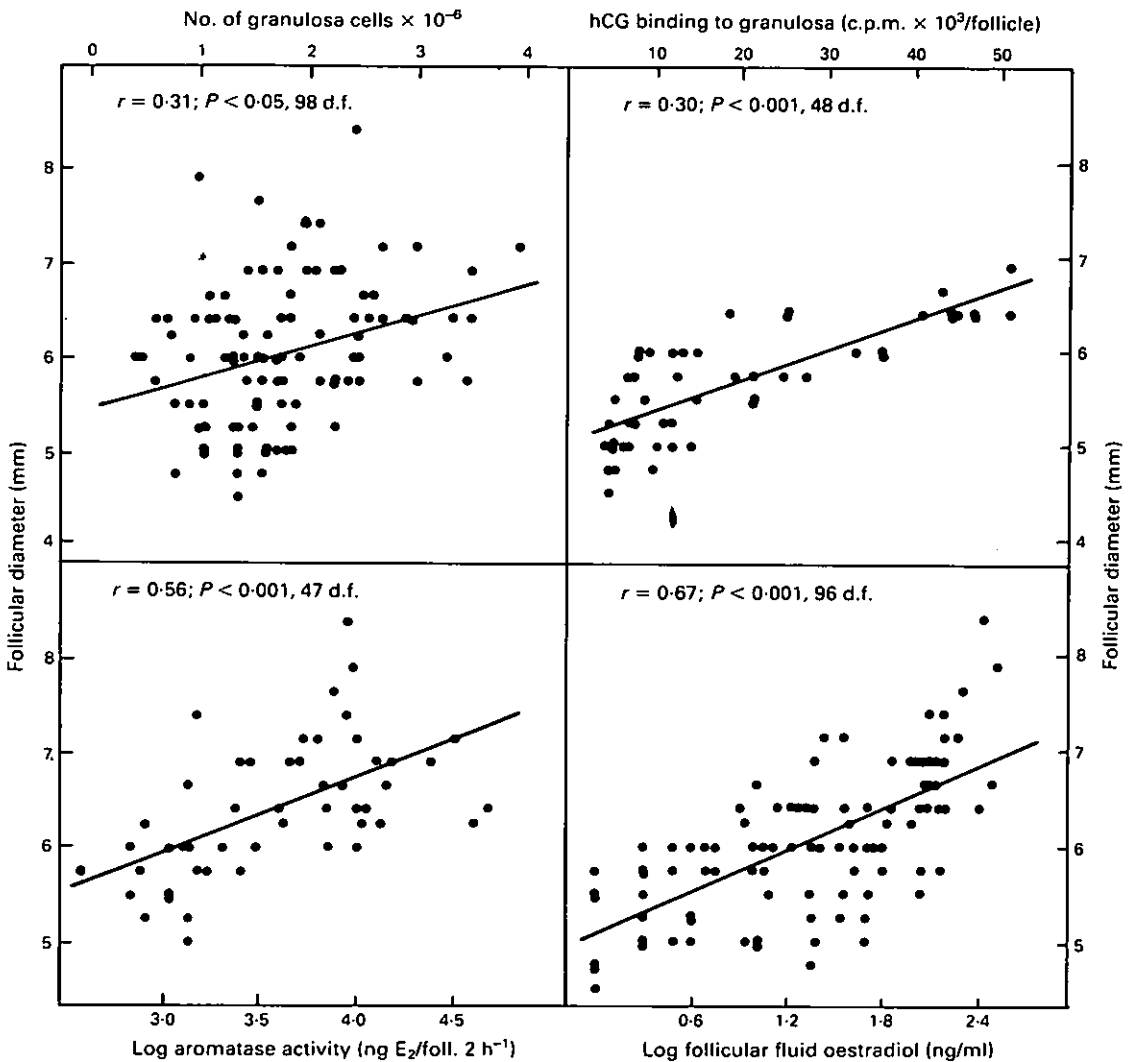 No. of granulosa cells × 10⁻⁶
hCG binding to granulosa (c.p.m. × 10³/follicle)
0 1 2 3 4
10 20 30 40 50
r = 0·31; P < 0·05, 98 d.f.
r = 0·30; P < 0·001, 48 d.f.
8
7
6
5
4
8
7
6
5
4
Follicular diameter (mm)
Follicular diameter (mm)
r = 0·56; P < 0·001, 47 d.f.
r = 0·67; P < 0·001, 96 d.f.
8
7
6
5
8
7
6
5
3·0 3·5 4·0 4·5
0·6 1·2 1·8 2·4
Log aromatase activity (ng E₂/foll. 2 h⁻¹)
Log follicular fluid oestradiol (ng/ml)